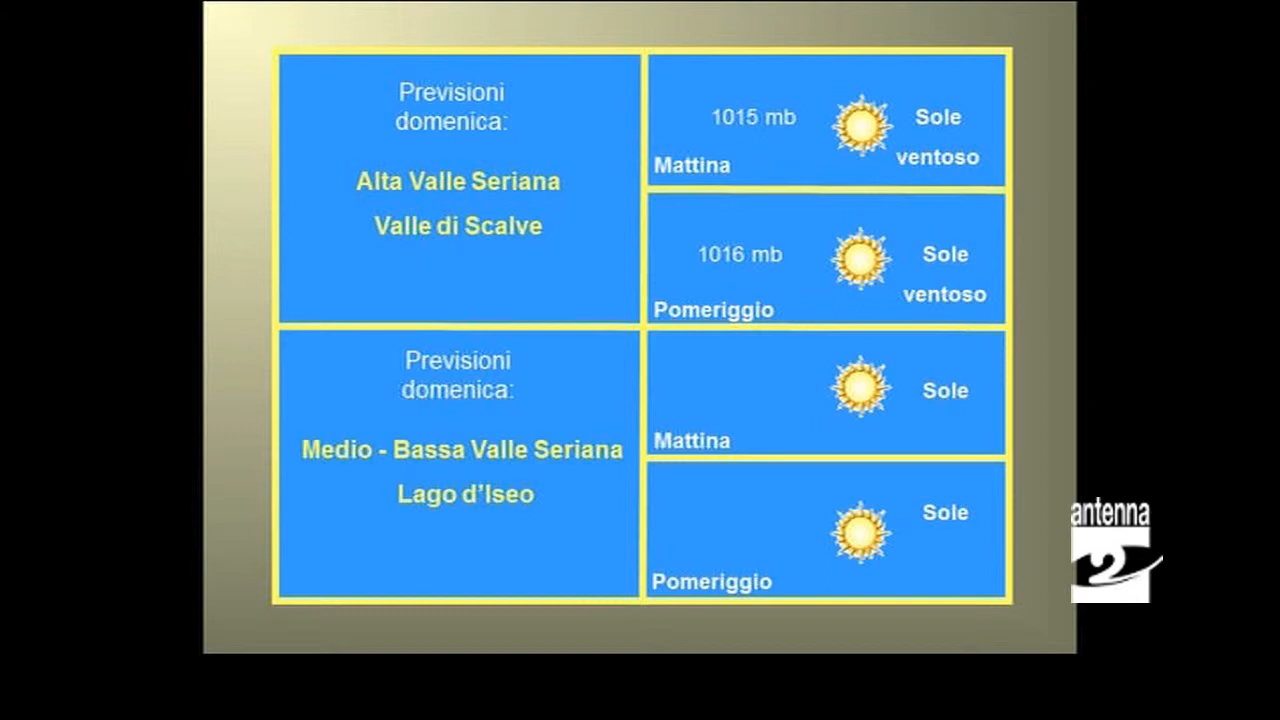 Previsioni
domenica:
Alta Valle Seriana
Valle di Scalve
1015 mb
Sole
ventoso
Mattina
1016 mb
Sole
ventoso
Pomeriggio
Previsioni
domenica:
Medio - Bassa Valle Seriana
Lago d’Iseo
Sole
Mattina
Sole
Pomeriggio
antenna
2